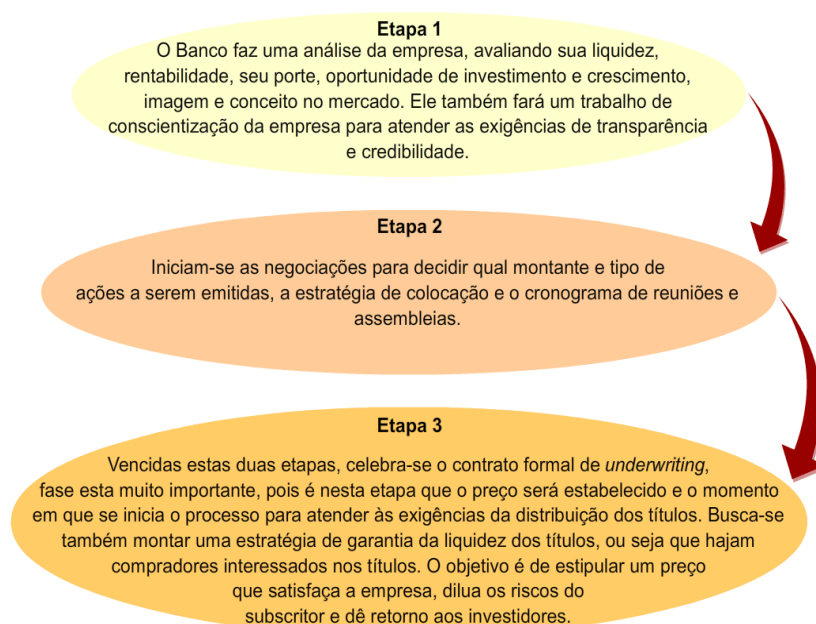 Etapa 1
O Banco faz uma análise da empresa, avaliando sua liquidez,
rentabilidade, seu porte, oportunidade de investimento e crescimento,
imagem e conceito no mercado. Ele também fará um trabalho de
conscientização da empresa para atender as exigências de transparência
e credibilidade.
Etapa 2
Iniciam-se as negociações para decidir qual montante e tipo de
ações a serem emitidas, a estratégia de colocação e o cronograma de reuniões e
assembleias.
Etapa 3
Vencidas estas duas etapas, celebra-se o contrato formal de underwriting,
fase esta muito importante, pois é nesta etapa que o preço será estabelecido e o momento
em que se inicia o processo para atender às exigências da distribuição dos títulos. Busca-se
também montar uma estratégia de garantia da liquidez dos títulos, ou seja que hajam
compradores interessados nos títulos. O objetivo é de estipular um preço
que satisfaça a empresa, dilua os riscos do
subscritor e dê retorno aos investidores.